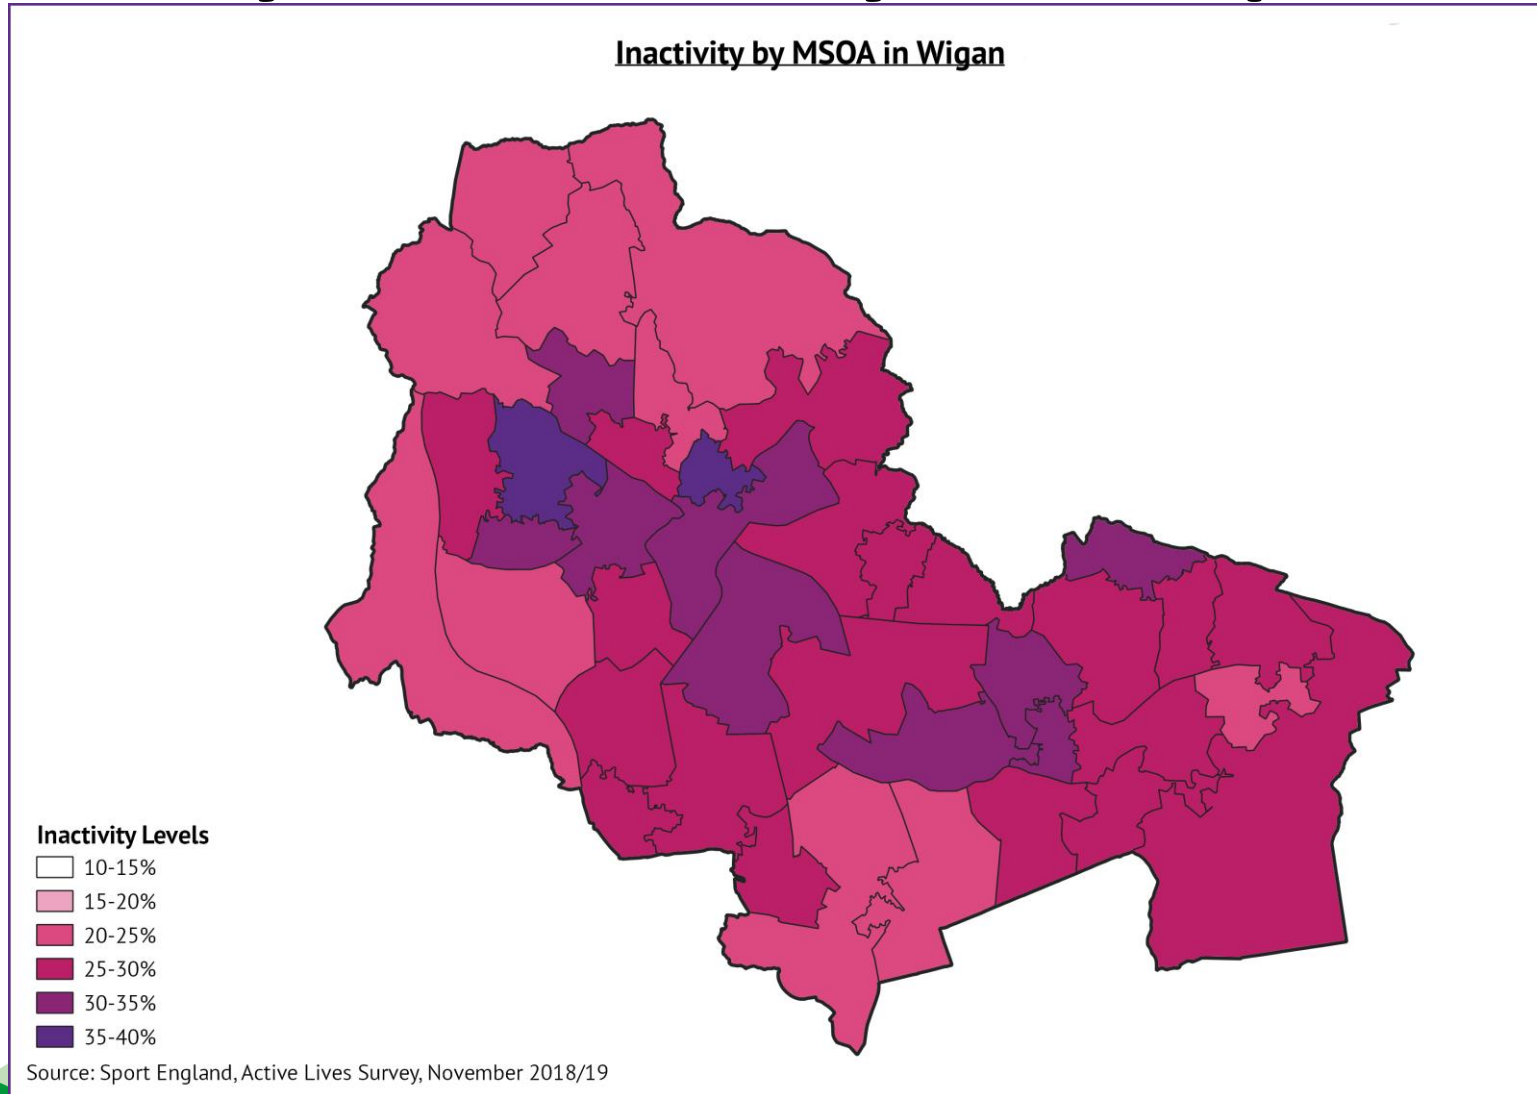 Inactivity by MSOA in Wigan
Inactivity Levels
10-15%
15-20%
20-25%
25-30%
30-35%
35-40%
Source: Sport England, Active Lives Survey, November 2018/19